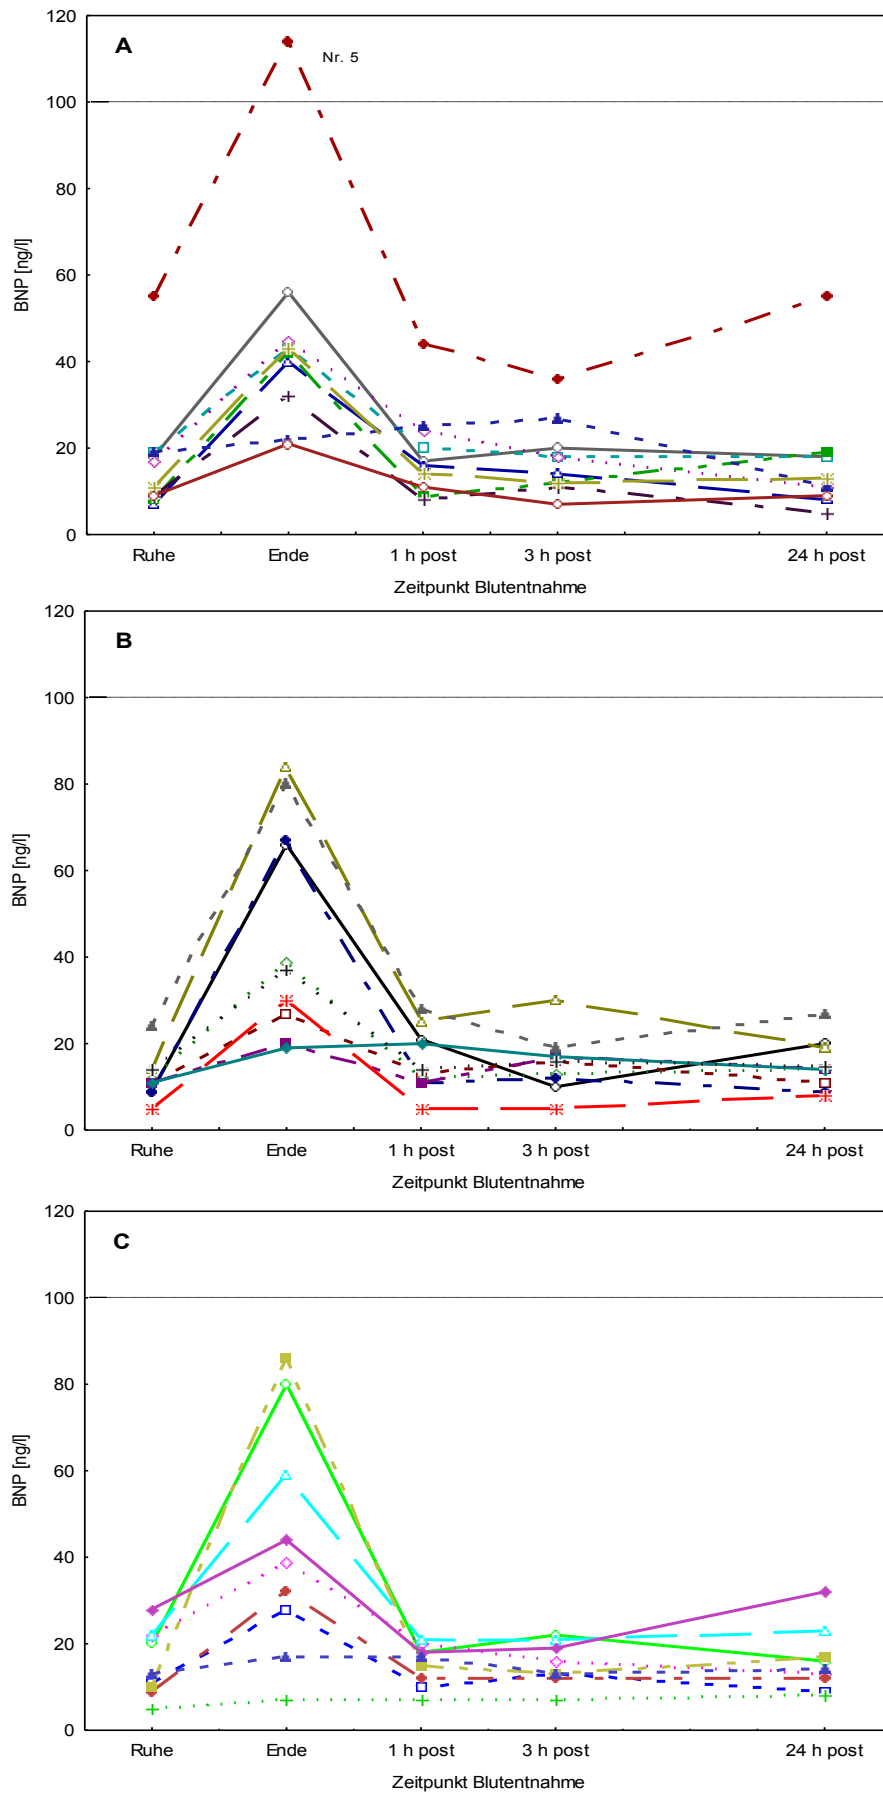 120
A
Nr. 5
100
80
60
40
20
0
BNP [ng/l]
Ruhe Ende 1 h post 3 h post 24 h post
Zeitpunkt Blutentnahme
120
B
100
80
60
40
20
0
BNP [ng/l]
Ruhe Ende 1 h post 3 h post 24 h post
Zeitpunkt Blutentnahme
120
C
100
80
60
40
20
0
BNP [ng/l]
Ruhe Ende 1 h post 3 h post 24 h post
Zeitpunkt Blutentnahme